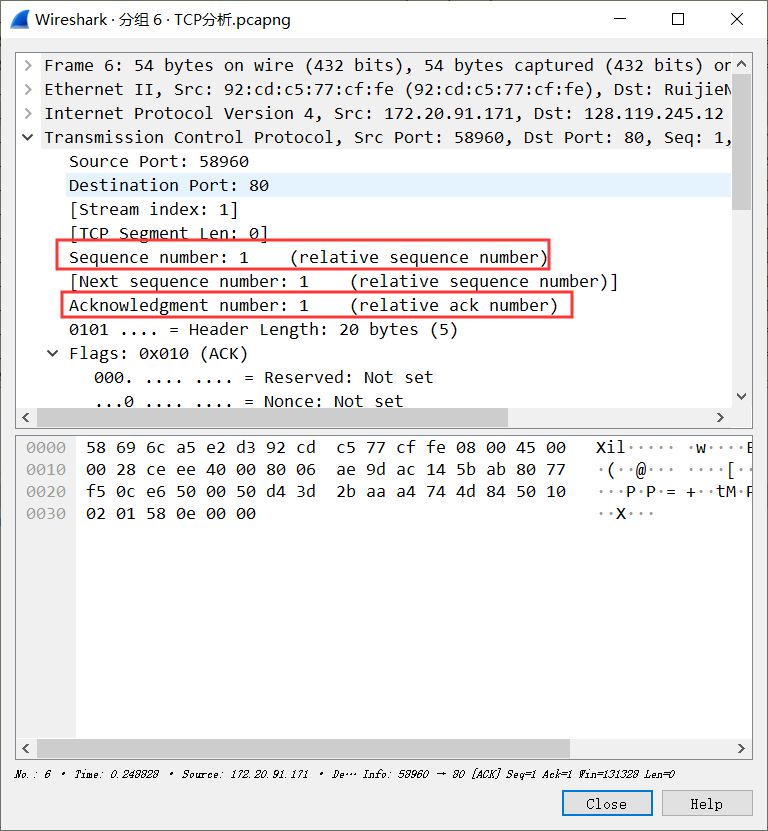 Wireshark · 分组 6 · TCP分析.pcapng
Frame 6: 54 bytes on wire (432 bits), 54 bytes captured (432 bits) on
Ethernet II, Src: 92:cd:c5:77:cf:fe (92:cd:c5:77:cf:fe), Dst: RuijieN
Internet Protocol Version 4, Src: 172.20.91.171, Dst: 128.119.245.12
Transmission Control Protocol, Src Port: 58960, Dst Port: 80, Seq: 1,
Source Port: 58960
Destination Port: 80
[Stream index: 1]
[TCP Segment Len: 0]
Sequence number: 1 (relative sequence number)
[Next sequence number: 1 (relative sequence number)]
Acknowledgment number: 1 (relative ack number)
0101 .... = Header Length: 20 bytes (5)
Flags: 0x010 (ACK)
000. .... .... = Reserved: Not set
...0 .... .... = Nonce: Not set
0000 58 69 6c a5 e2 d3 92 cd c5 77 cf fe 08 00 45 00 Xil····· ·w····E
0010 00 28 ce ee 40 00 80 06 ae 9d ac 14 5b ab 80 77 ·(··@··· ····[··
0020 f5 0c e6 50 00 50 d4 3d 2b aa a4 74 4d 84 50 10 ···P·P·= +··tM·P
0030 02 01 58 0e 00 00 ··X···
No.: 6 · Time: 0.248828 · Source: 172.20.91.171 · De··· Info: 58960 → 80 [ACK] Seq=1 Ack=1 Win=131328 Len=0
Close Help